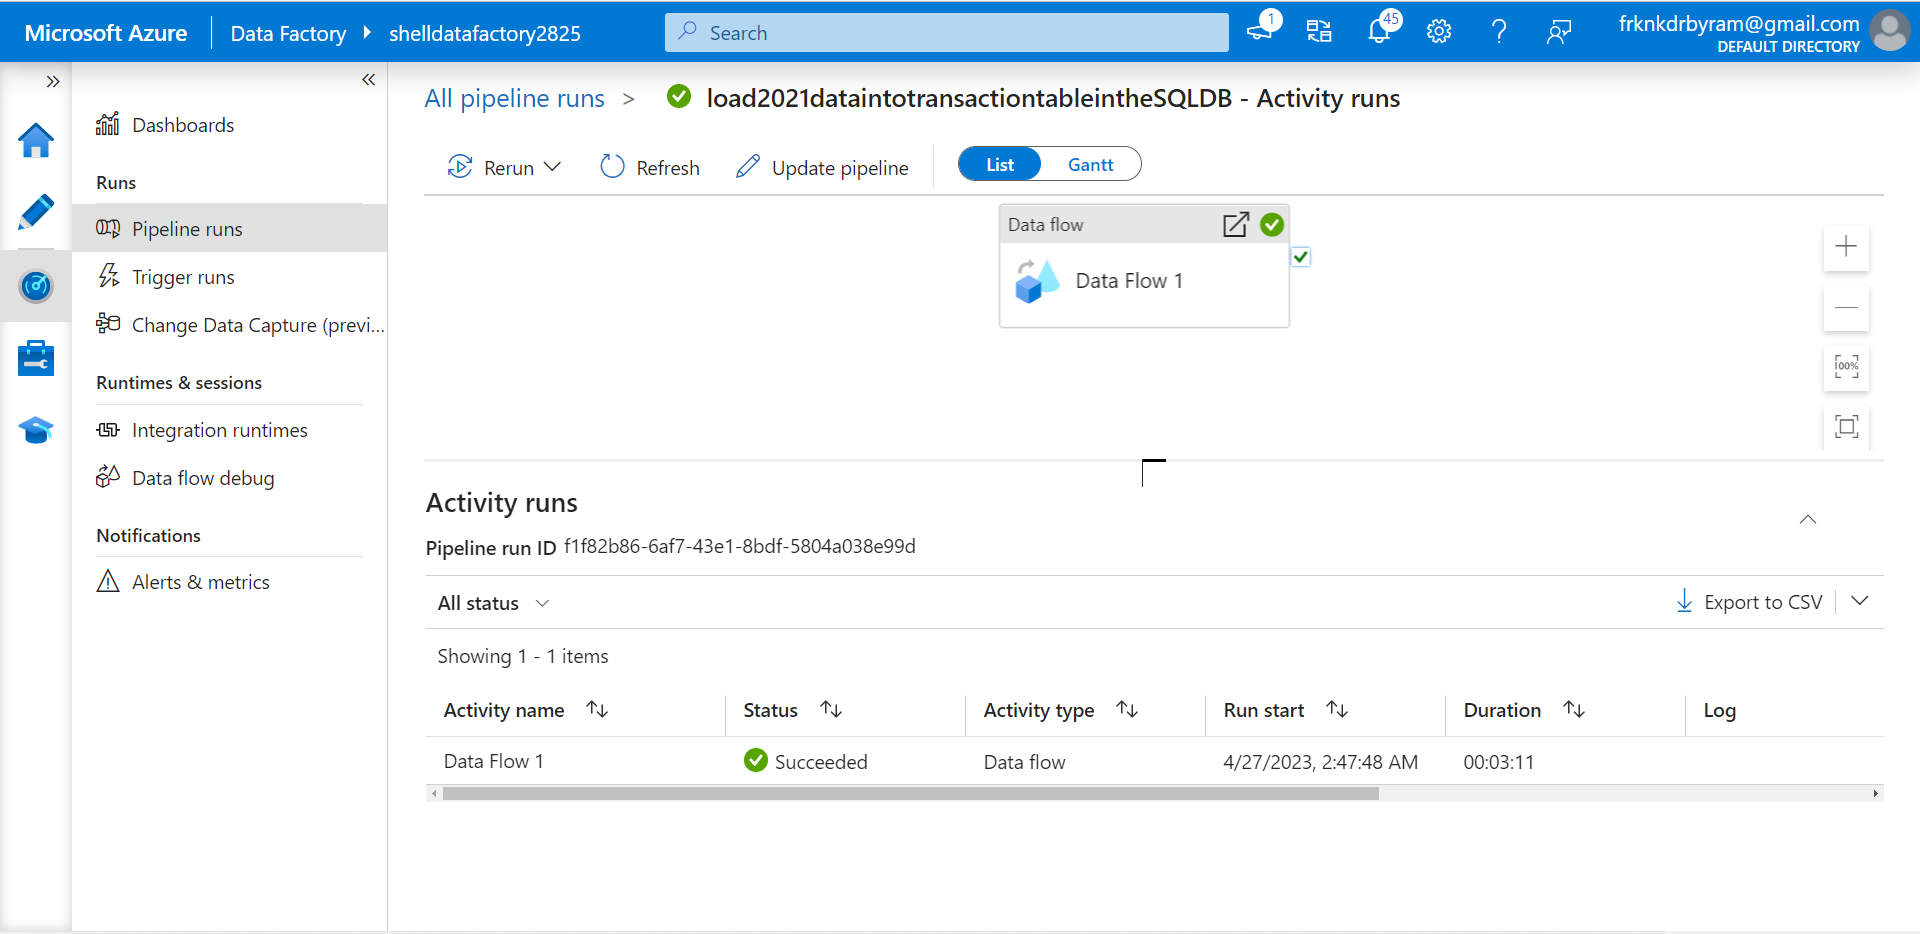 Microsoft Azure
Data Factory
shelldatafactory2825
Search
1
45
frknkdrbyram@gmail.com
DEFAULT DIRECTORY
Dashboards
Runs
Pipeline runs
Trigger runs
Change Data Capture (previ...
Runtimes & sessions
Integration runtimes
Data flow debug
Notifications
Alerts & metrics
All pipeline runs > load2021dataintotransactiontableintheSQLDB - Activity runs
Rerun
Refresh
Update pipeline
List
Gantt
Data flow
Data Flow 1
100%
Activity runs
Pipeline run ID f1f82b86-6af7-43e1-8bdf-5804a038e99d
All status
Export to CSV
Showing 1 - 1 items
Activity name Status Activity type Run start Duration Log
Data Flow 1 Succeeded Data flow 4/27/2023, 2:47:48 AM 00:03:11